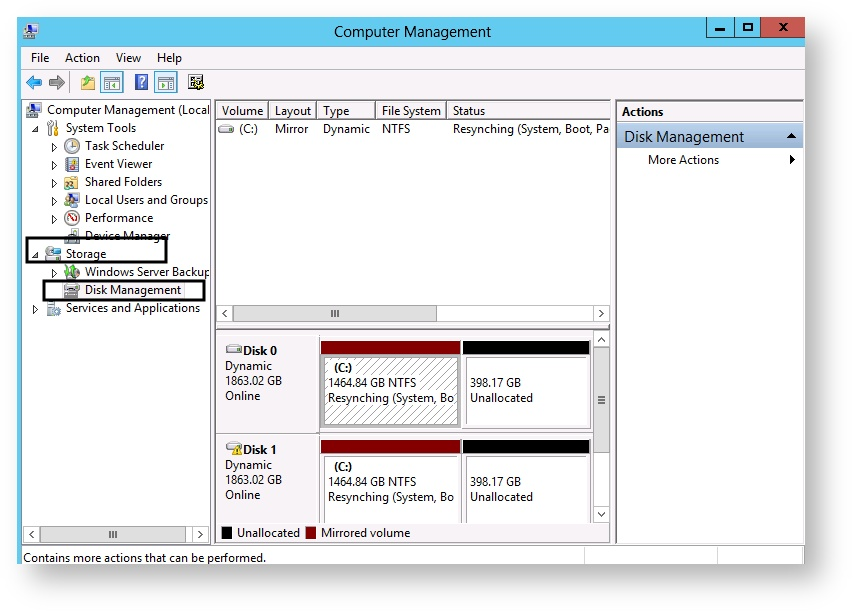 Computer Management
File Action View Help
Computer Management (Local
System Tools
Task Scheduler
Event Viewer
Shared Folders
Local Users and Groups
Performance
Device Manager
Storage
Windows Server Backup
Disk Management
Services and Applications
Volume Layout Type File System Status
(C:) Mirror Dynamic NTFS Resynching (System, Boot, Pa
Disk 0
Dynamic
1863.02 GB
Online
(C:)
1464.84 GB NTFS
Resynching (System, Bo
398.17 GB
Unallocated
Disk 1
Dynamic
1863.02 GB
Online
(C:)
1464.84 GB NTFS
Resynching (System, Bo
398.17 GB
Unallocated
Unallocated Mirrored volume
Actions
Disk Management
More Actions
Contains more actions that can be performed.